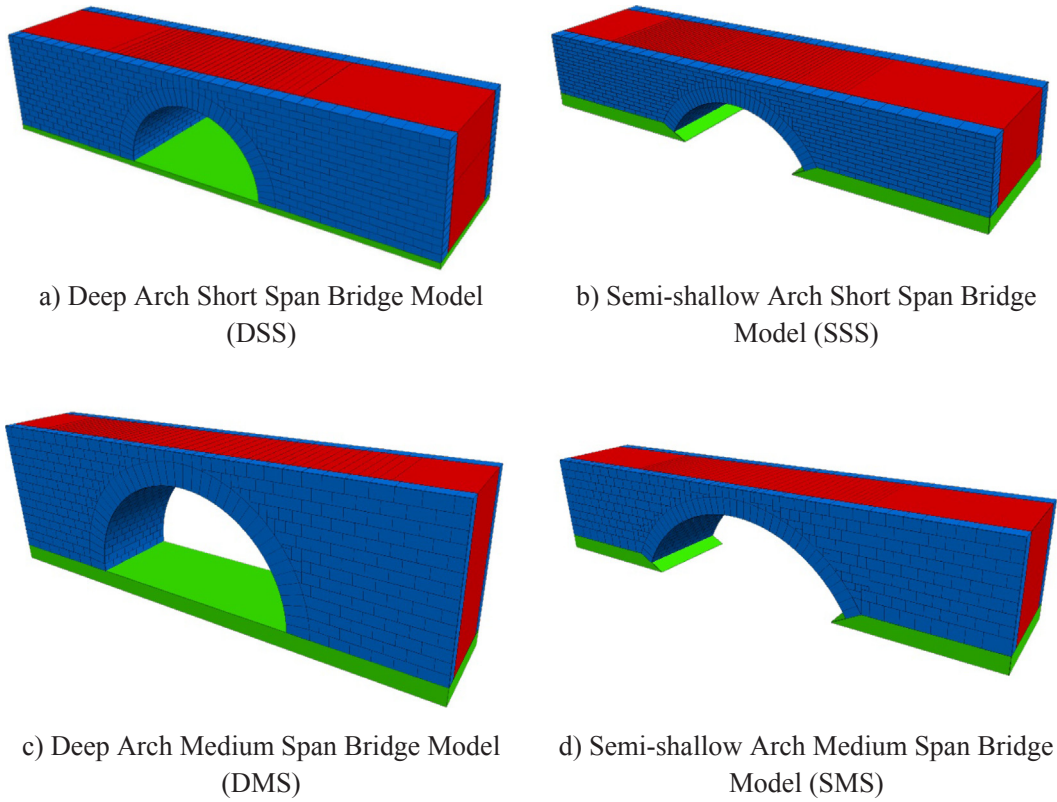 a) Deep Arch Short Span Bridge Model
(DSS)
b) Semi-shallow Arch Short Span Bridge
Model (SSS)
c) Deep Arch Medium Span Bridge Model
(DMS)
d) Semi-shallow Arch Medium Span Bridge
Model (SMS)